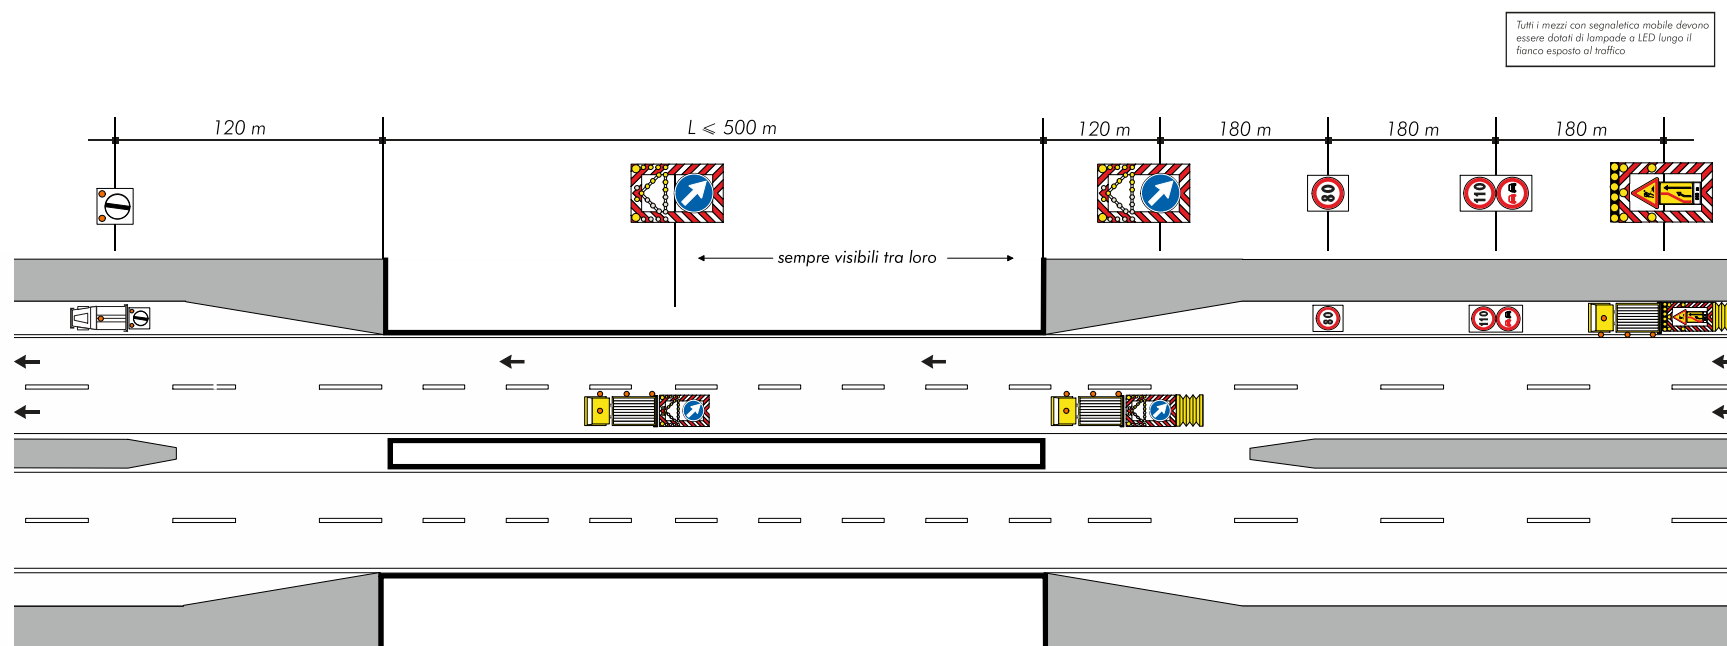 Tutti i mezzi con segnaletica mobile devono
essere dotati di lampade a LED lungo il
fianco esposto al traffico
120 m
L ⩽ 500 m
120 m
180 m
180 m
180 m
80
110
sempre visibili tra loro
80
110